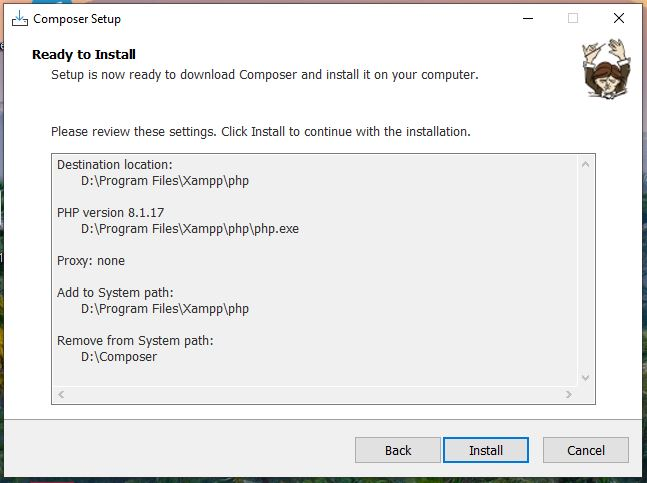 Composer Setup
Ready to Install
Setup is now ready to download Composer and install it on your computer.
Please review these settings. Click Install to continue with the installation.
Destination location:
D:\Program Files\Xampp\php
PHP version 8.1.17
D:\Program Files\Xampp\php\php.exe
Proxy: none
Add to System path:
D:\Program Files\Xampp\php
Remove from System path:
D:\Composer
Back
Install
Cancel